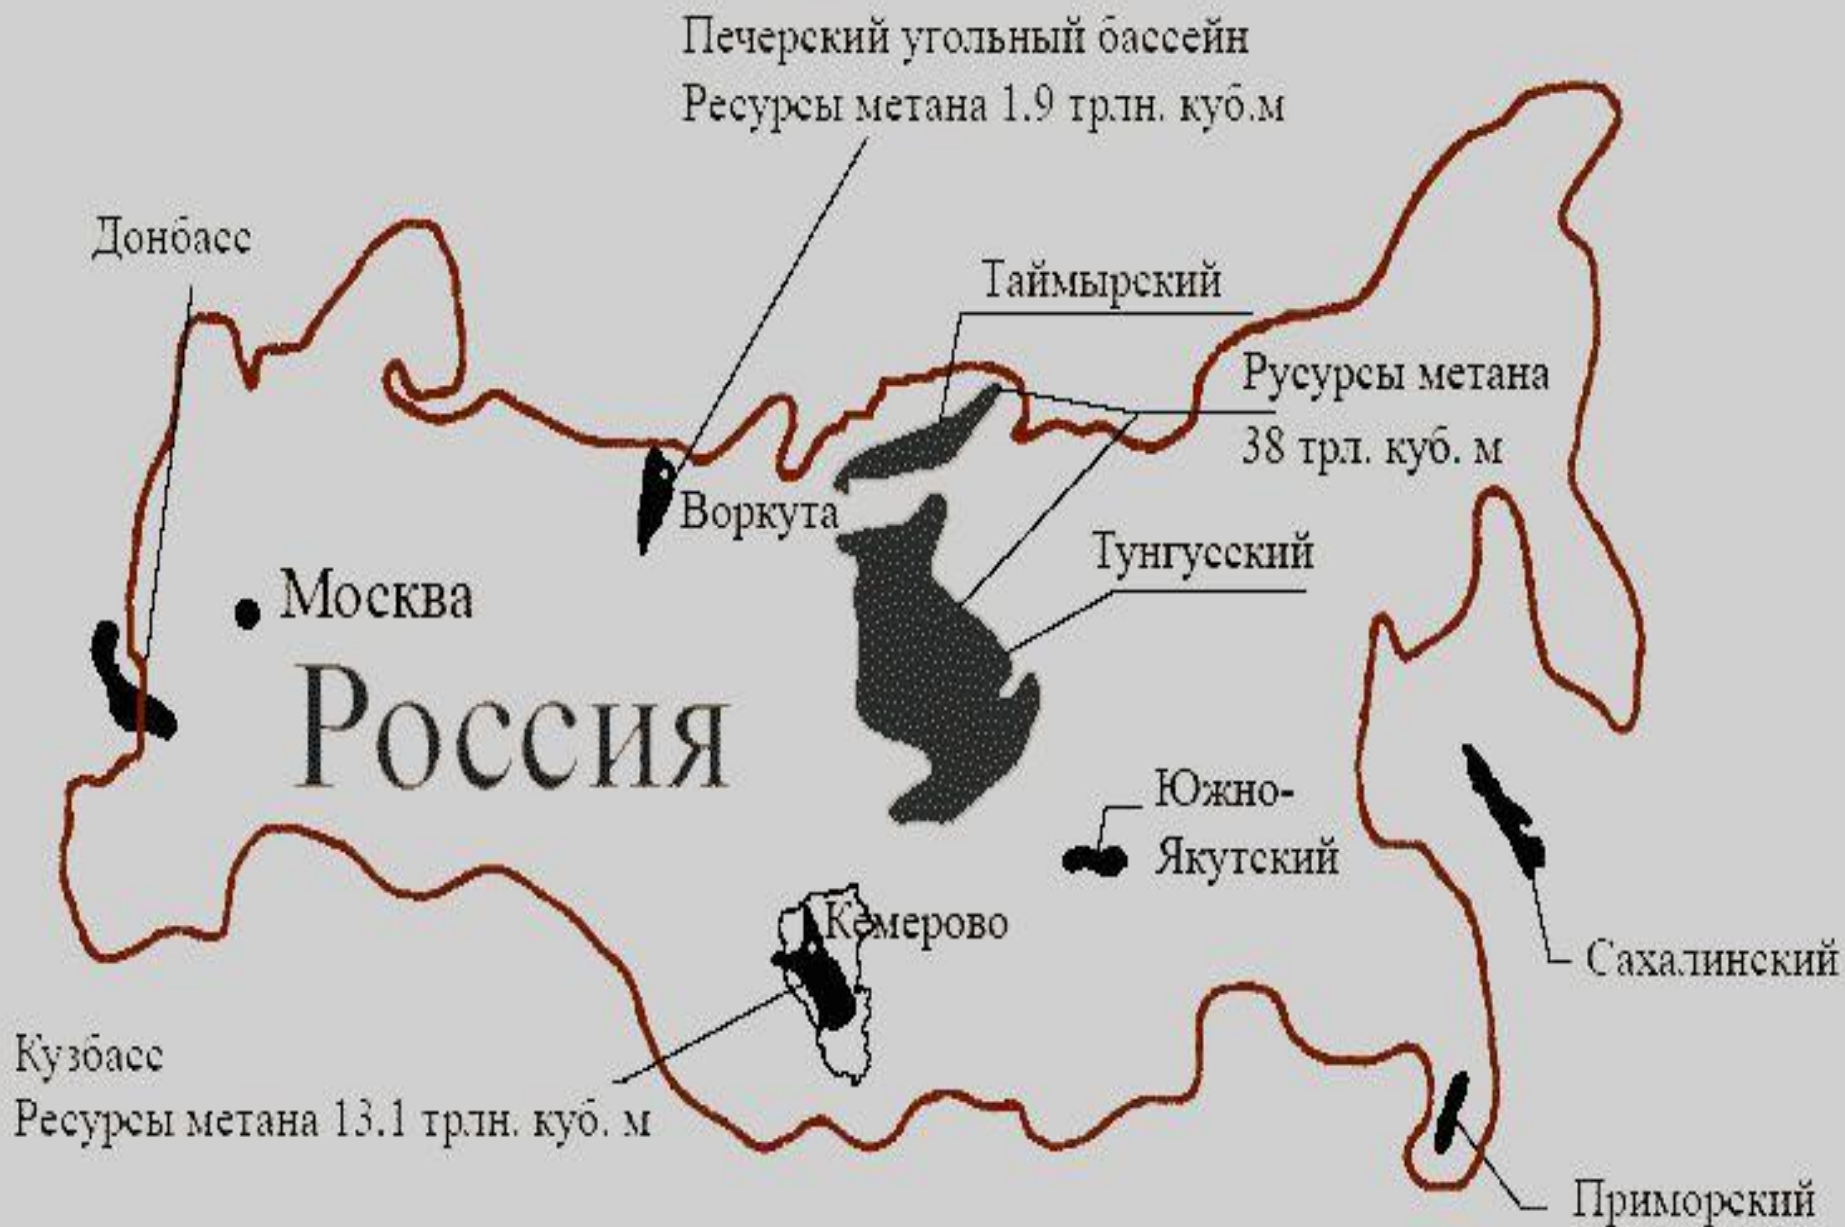 Печерский угольный бассейн
Ресурсы метана 1.9 трлн. куб.м
Донбасс
Таймырский
Русурсы метана
38 трл. куб. м
Воркута
Тунгусский
Москва
Россия
Южно-
Якутский
Кемерово
Сахалинский
Кузбасс
Ресурсы метана 13.1 трлн. куб. м
Приморский